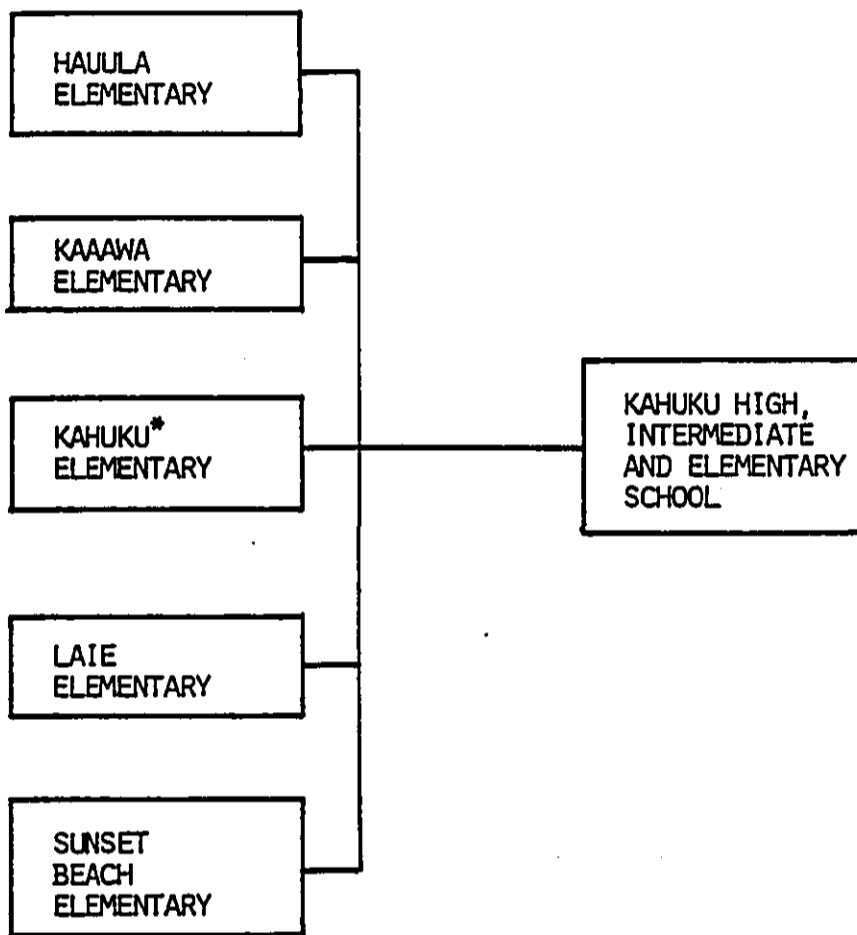 HAUULA
ELEMENTARY
KAAAWA
ELEMENTARY
KAHUKU*
ELEMENTARY
LAIE
ELEMENTARY
SUNSET
BEACH
ELEMENTARY
KAHUKU HIGH,
INTERMEDIATE
AND ELEMENTARY
SCHOOL